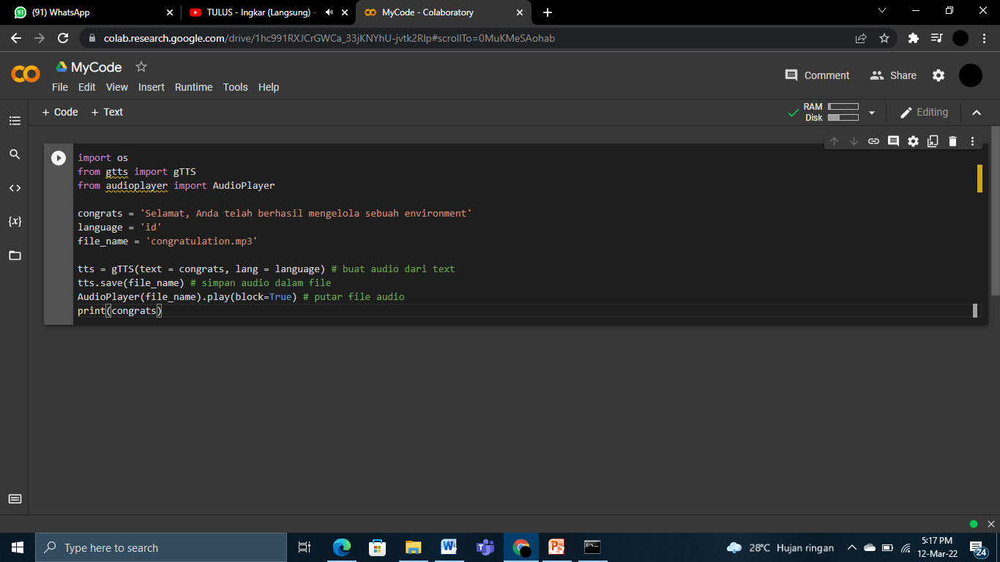 (91) WhatsApp
TULUS - Ingkar (Langsung) -
MyCode - Colaboratory
colab.research.google.com/drive/1hc991RXJCrGWCa_33jKNYhU-jvtk2Rlp#scrollTo=0MuKMeSAohab
MyCode
Comment
Share
File Edit View Insert Runtime Tools Help
+ Code + Text
RAM
Disk
Editing
import os
from gtts import gTTS
from audioplayer import AudioPlayer
congrats = 'Selamat, Anda telah berhasil mengelola sebuah environment'
language = 'id'
file_name = 'congratulation.mp3'
tts = gTTS(text = congrats, lang = language) # buat audio dari text
tts.save(file_name) # simpan audio dalam file
AudioPlayer(file_name).play(block=True) # putar file audio
print(congrats)
Type here to search
28°C Hujan ringan
5:17 PM
12-Mar-22
24